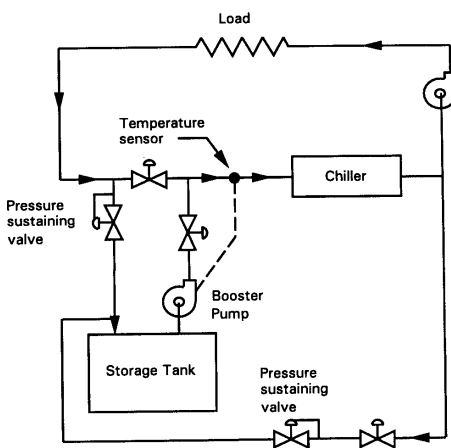 Load
Temperature
sensor
Chiller
Pressure
sustaining
valve
Booster
Pump
Storage Tank
Pressure
sustaining
valve